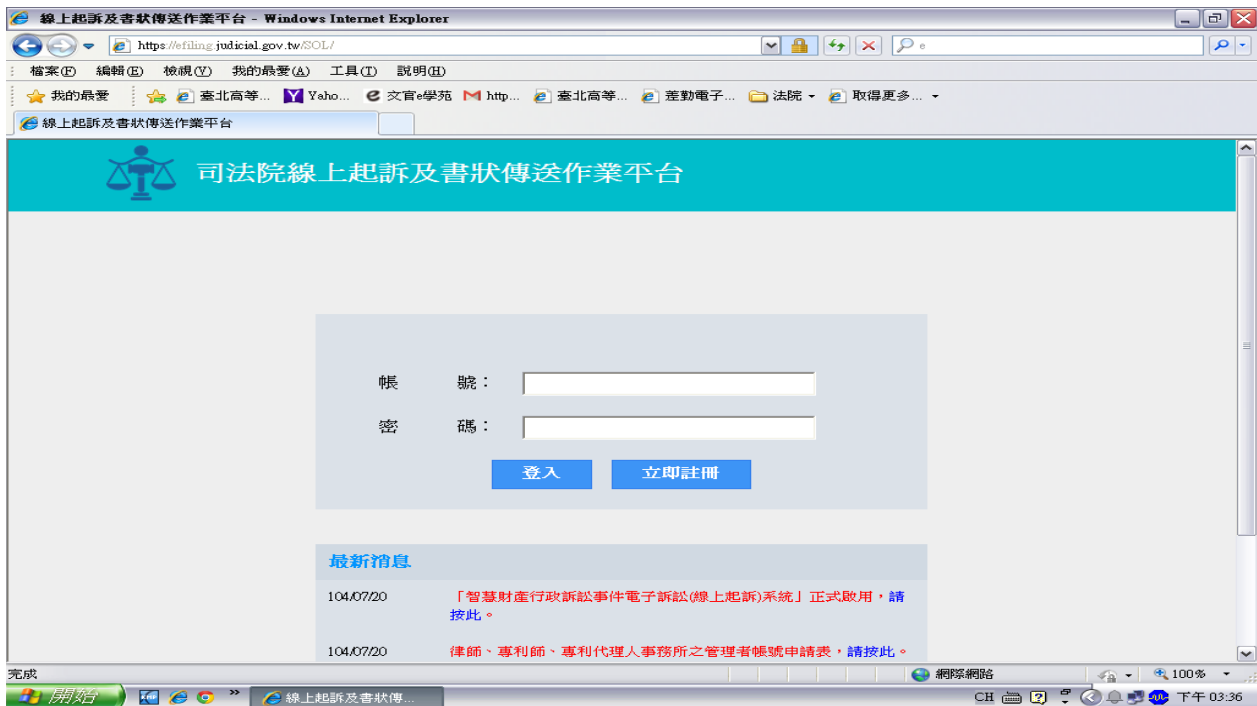 線上起訴及書狀傳送作業平台 - Windows Internet Explorer
https://efiling.judicial.gov.tw/SOL/
e
檔案(F) 編輯(E) 檢視(V) 我的最愛(A) 工具(T) 說明(H)
我的最愛 臺北高等... Yaho... 文官e學苑 http... 臺北高等... 差勤電子... 法院 取得更多...
線上起訴及書狀傳送作業平台
司法院線上起訴及書狀傳送作業平台
帳 號：
密 碼：
登入 立即註冊
最新消息
104/07/20 「智慧財產行政訴訟事件電子訴訟(線上起訴)系統」正式啟用，請
按此。
104/07/20 律師、專利師、專利代理人事務所之管理者帳號申請表，請按此。
完成 網際網路 100%
開始 線上起訴及書狀傳... CH 下午 03:36